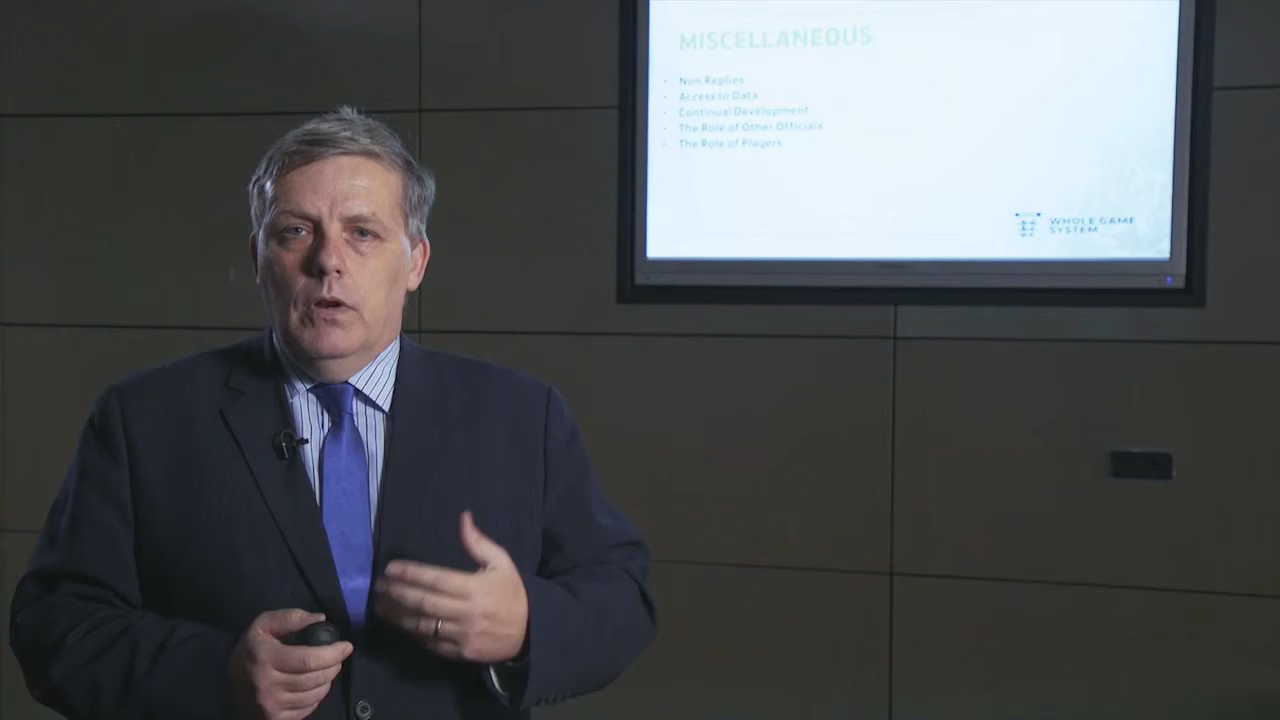 MISCELLANEOUS
Non Replies
Access to Data
Continual Development
The Role of Other Officials
The Role of Players
WHOLE GAME
SYSTEM